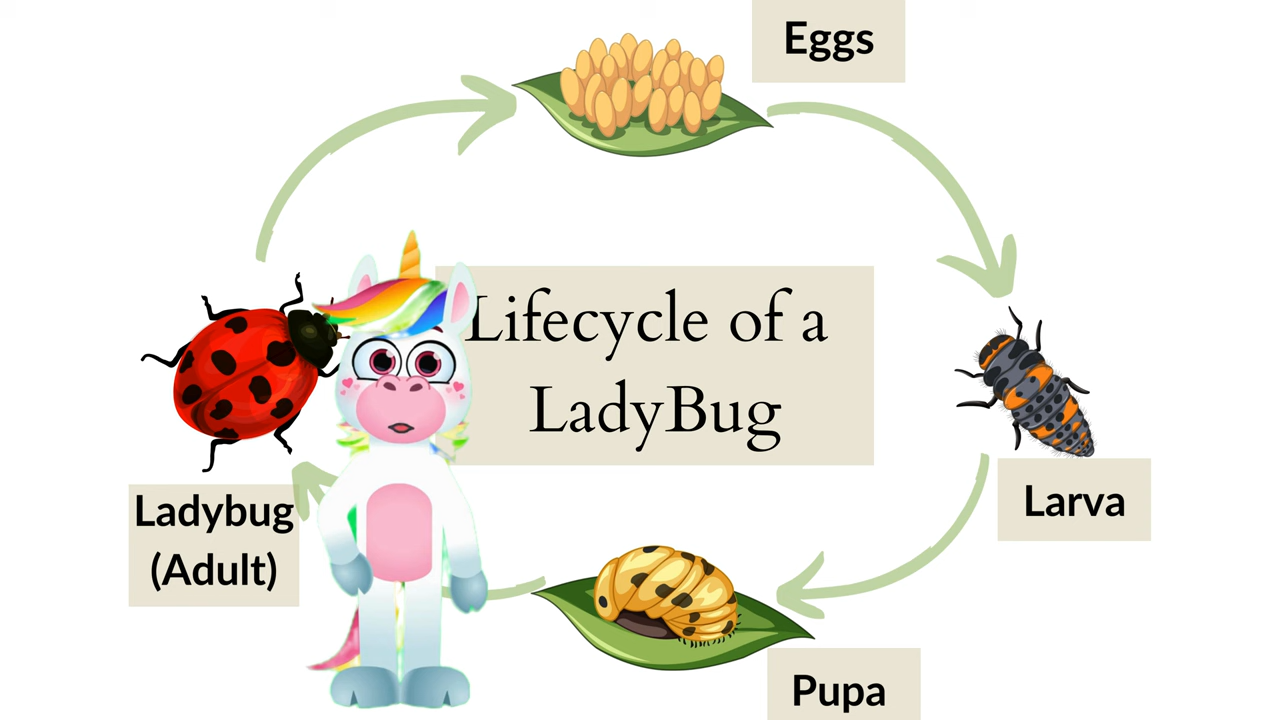 Eggs
Lifecycle of a
LadyBug
Larva
Ladybug
(Adult)
Pupa